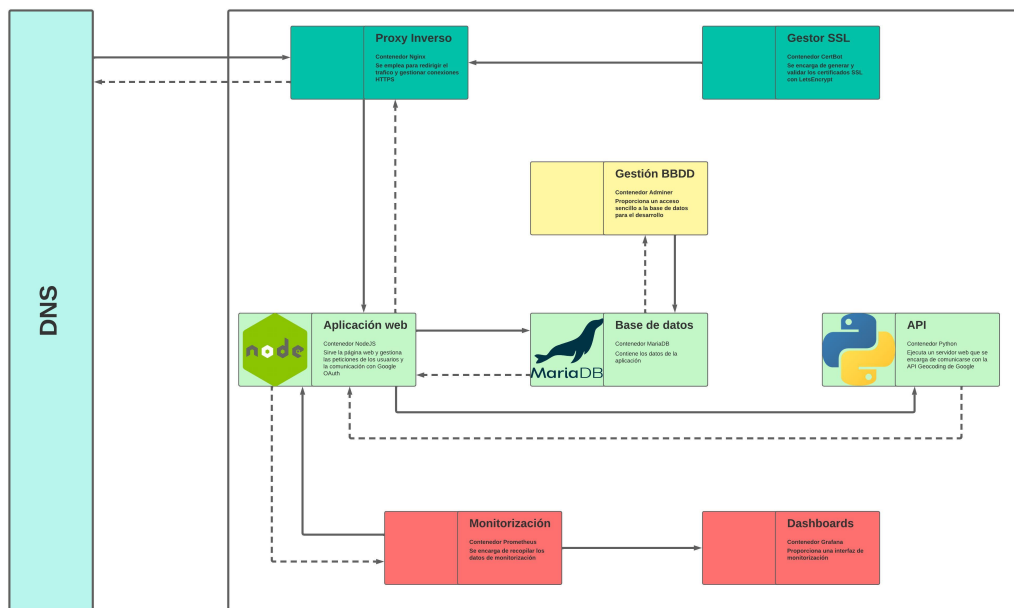 DNS
Proxy Inverso
Contenedor Nginx
Se emplea para redirigir el
trafico y gestionar conexiones
HTTPS
Gestor SSL
Contenedor CertBot
Se encarga de generar y
validar los certificados SSL
con LetsEncrypt
Gestión BBDD
Contenedor Adminer
Proporciona un acceso
sencillo a la base de datos
para el desarrollo
node
Aplicación web
Contenedor NodeJS
Sirve la página web y gestiona
las peticiones de los usuarios y
la comunicación con Google
OAuth
MariaDB
Base de datos
Contenedor MariaDB
Contiene los datos de la
aplicación
API
Contenedor Python
Ejecuta un servidor web que se
encarga de comunicarse con la
API Geocoding de Google
Monitorización
Contenedor Prometheus
Se encarga de recopilar los
datos de monitorización
Dashboards
Contenedor Grafana
Proporciona una interfaz de
monitorización